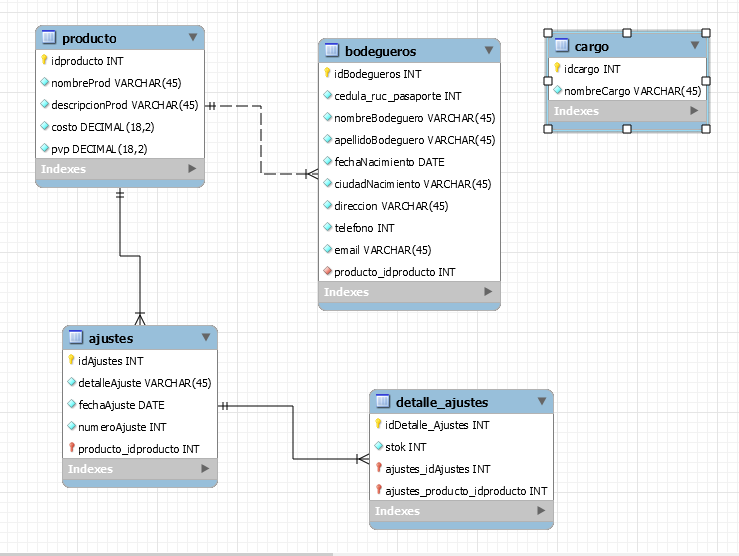 producto
idproducto INT
nombreProd VARCHAR(45)
descripcionProd VARCHAR(45)
costo DECIMAL(18,2)
pvp DECIMAL(18,2)
Indexes
bodegueros
idBodegueros INT
cedula_ruc_pasaporte INT
nombreBodeguero VARCHAR(45)
apellidoBodeguero VARCHAR(45)
fechaNacimiento DATE
ciudadNacimiento VARCHAR(45)
direccion VARCHAR(45)
telefono INT
email VARCHAR(45)
producto_idproducto INT
Indexes
cargo
idcargo INT
nombreCargo VARCHAR(45)
Indexes
ajustes
idAjustes INT
detalleAjuste VARCHAR(45)
fechaAjuste DATE
numeroAjuste INT
producto_idproducto INT
Indexes
detalle_ajustes
idDetalle_Ajustes INT
stok INT
ajustes_idAjustes INT
ajustes_producto_idproducto INT
Indexes